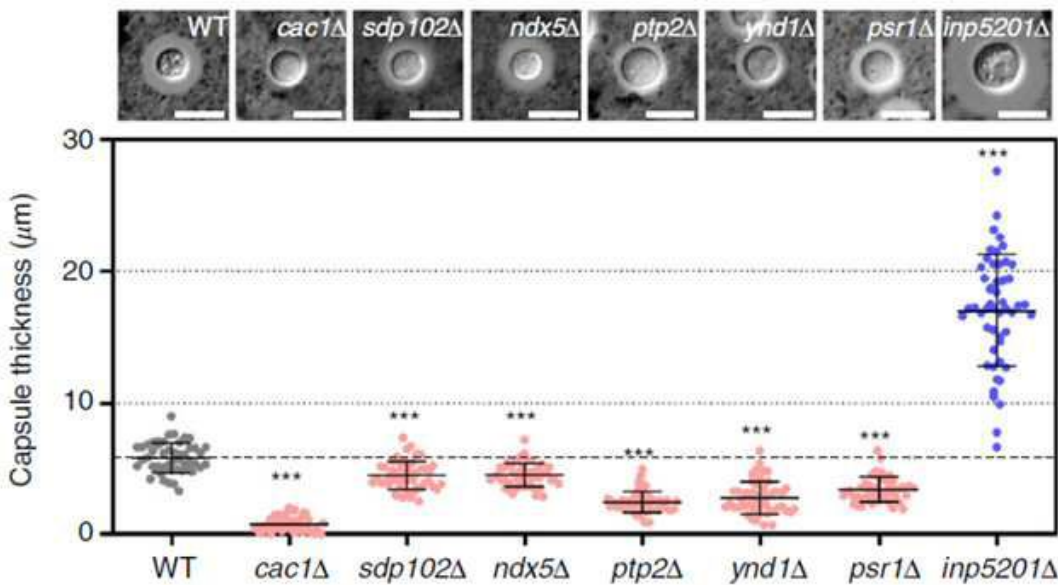 WT cac1Δ sdp102Δ ndx5Δ ptp2Δ ynd1Δ psr1Δ inp5201Δ
30
***
20
Capsule thickness (μm)
10
*** *** *** *** *** ***
0
WT cac1Δ sdp102Δ ndx5Δ ptp2Δ ynd1Δ psr1Δ inp5201Δ